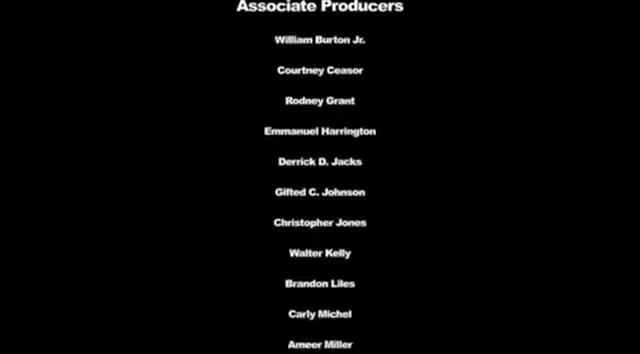 Associate Producers
William Burton Jr.
Courtney Ceasor
Rodney Grant
Emmanuel Harrington
Derrick D. Jacks
Gifted C. Johnson
Christopher Jones
Walter Kelly
Brandon Liles
Carly Michel
Ameer Miller